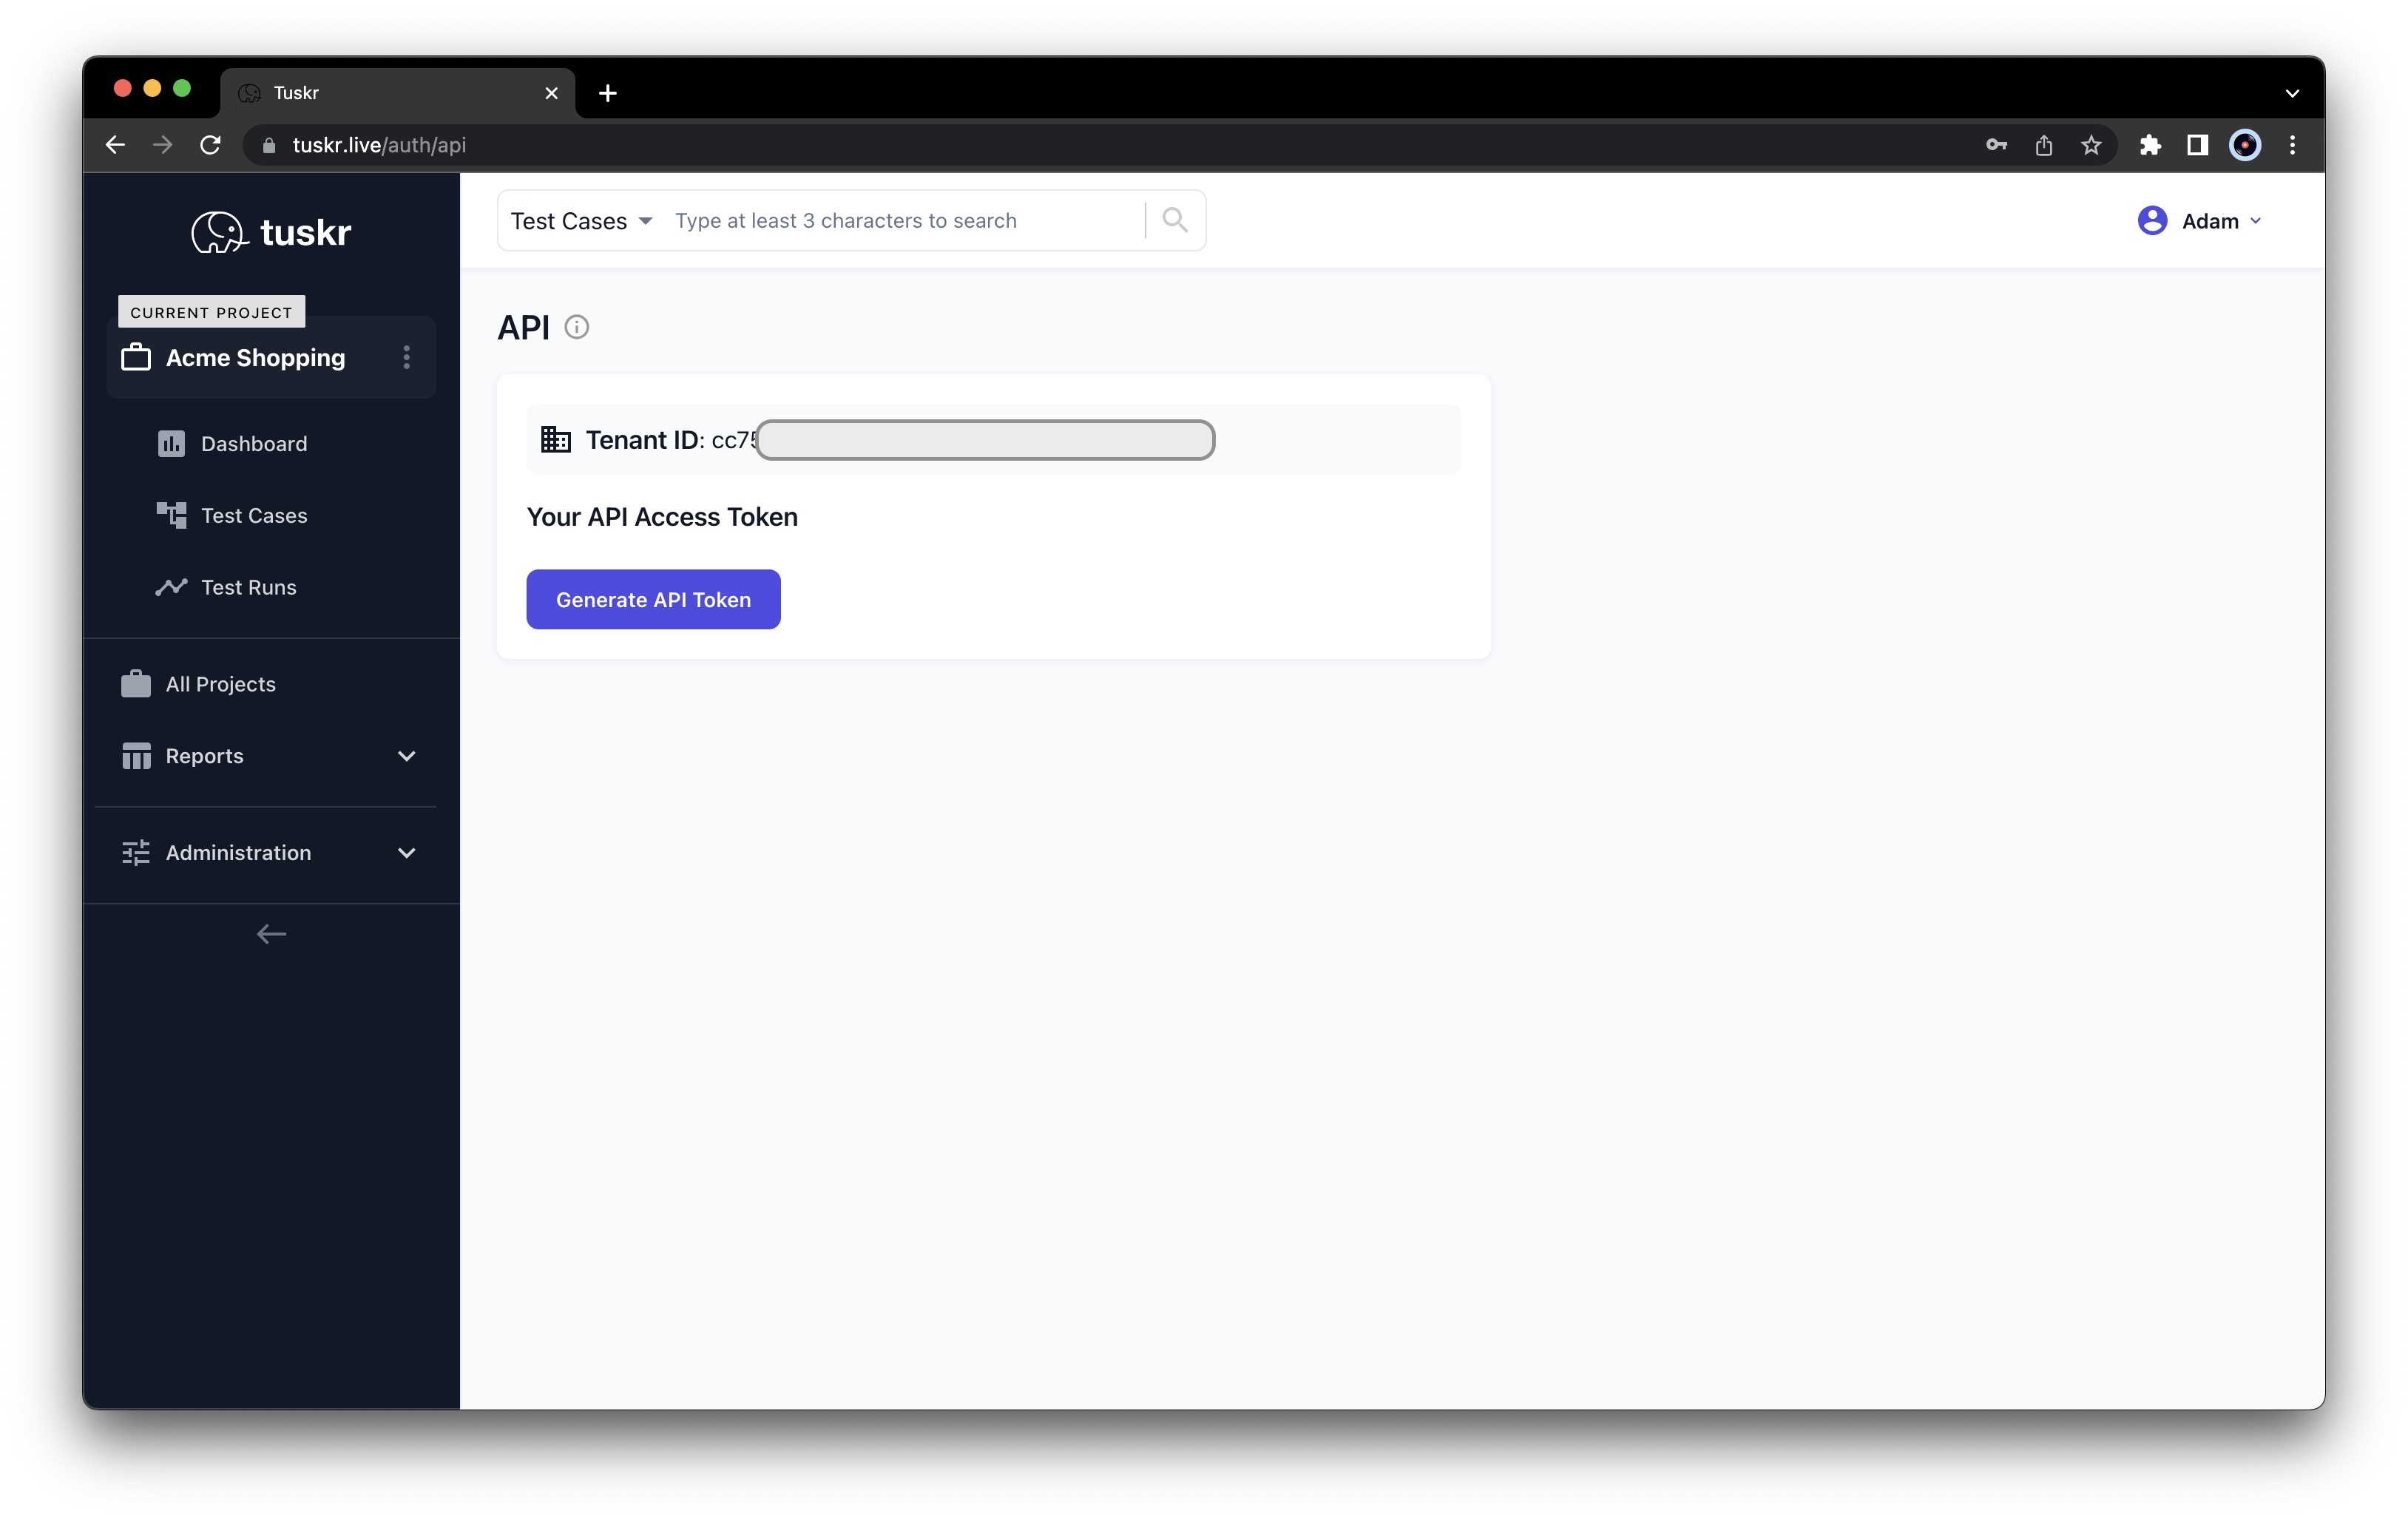 Tuskr
tuskr.live/auth/api
tuskr
Test Cases Type at least 3 characters to search
Adam
CURRENT PROJECT
Acme Shopping
Dashboard
Test Cases
Test Runs
All Projects
Reports
Administration
API
Tenant ID: cc75
Your API Access Token
Generate API Token